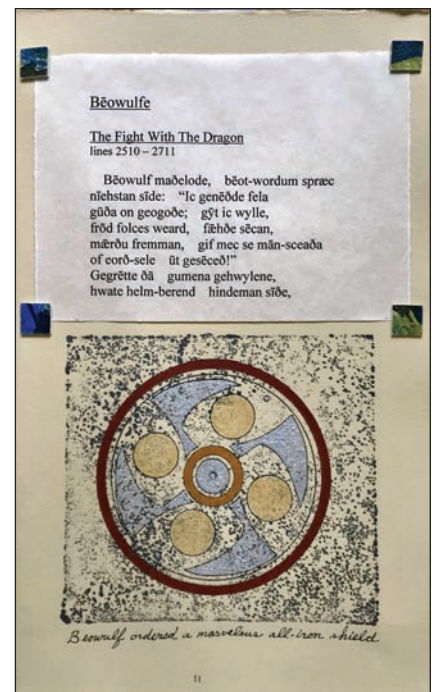 Bēowulfe
The Fight With The Dragon
lines 2510 – 2711
Bēowulf maðelode, bēot-wordum spræc
nīehstan sīde: “Ic genēðde fela
gūða on geogoðe; gȳt ic wylle,
frōd folces weard, fæhðe sēcan,
mærðu fremman, gif mec se mān-sceaða
of eorð-sele ūt gesēceð!”
Gegrētte ðā gumena gehwylene,
hwate helm-berend hindeman sīðe,
Beowulf ordered a marvelous all-iron shield
11